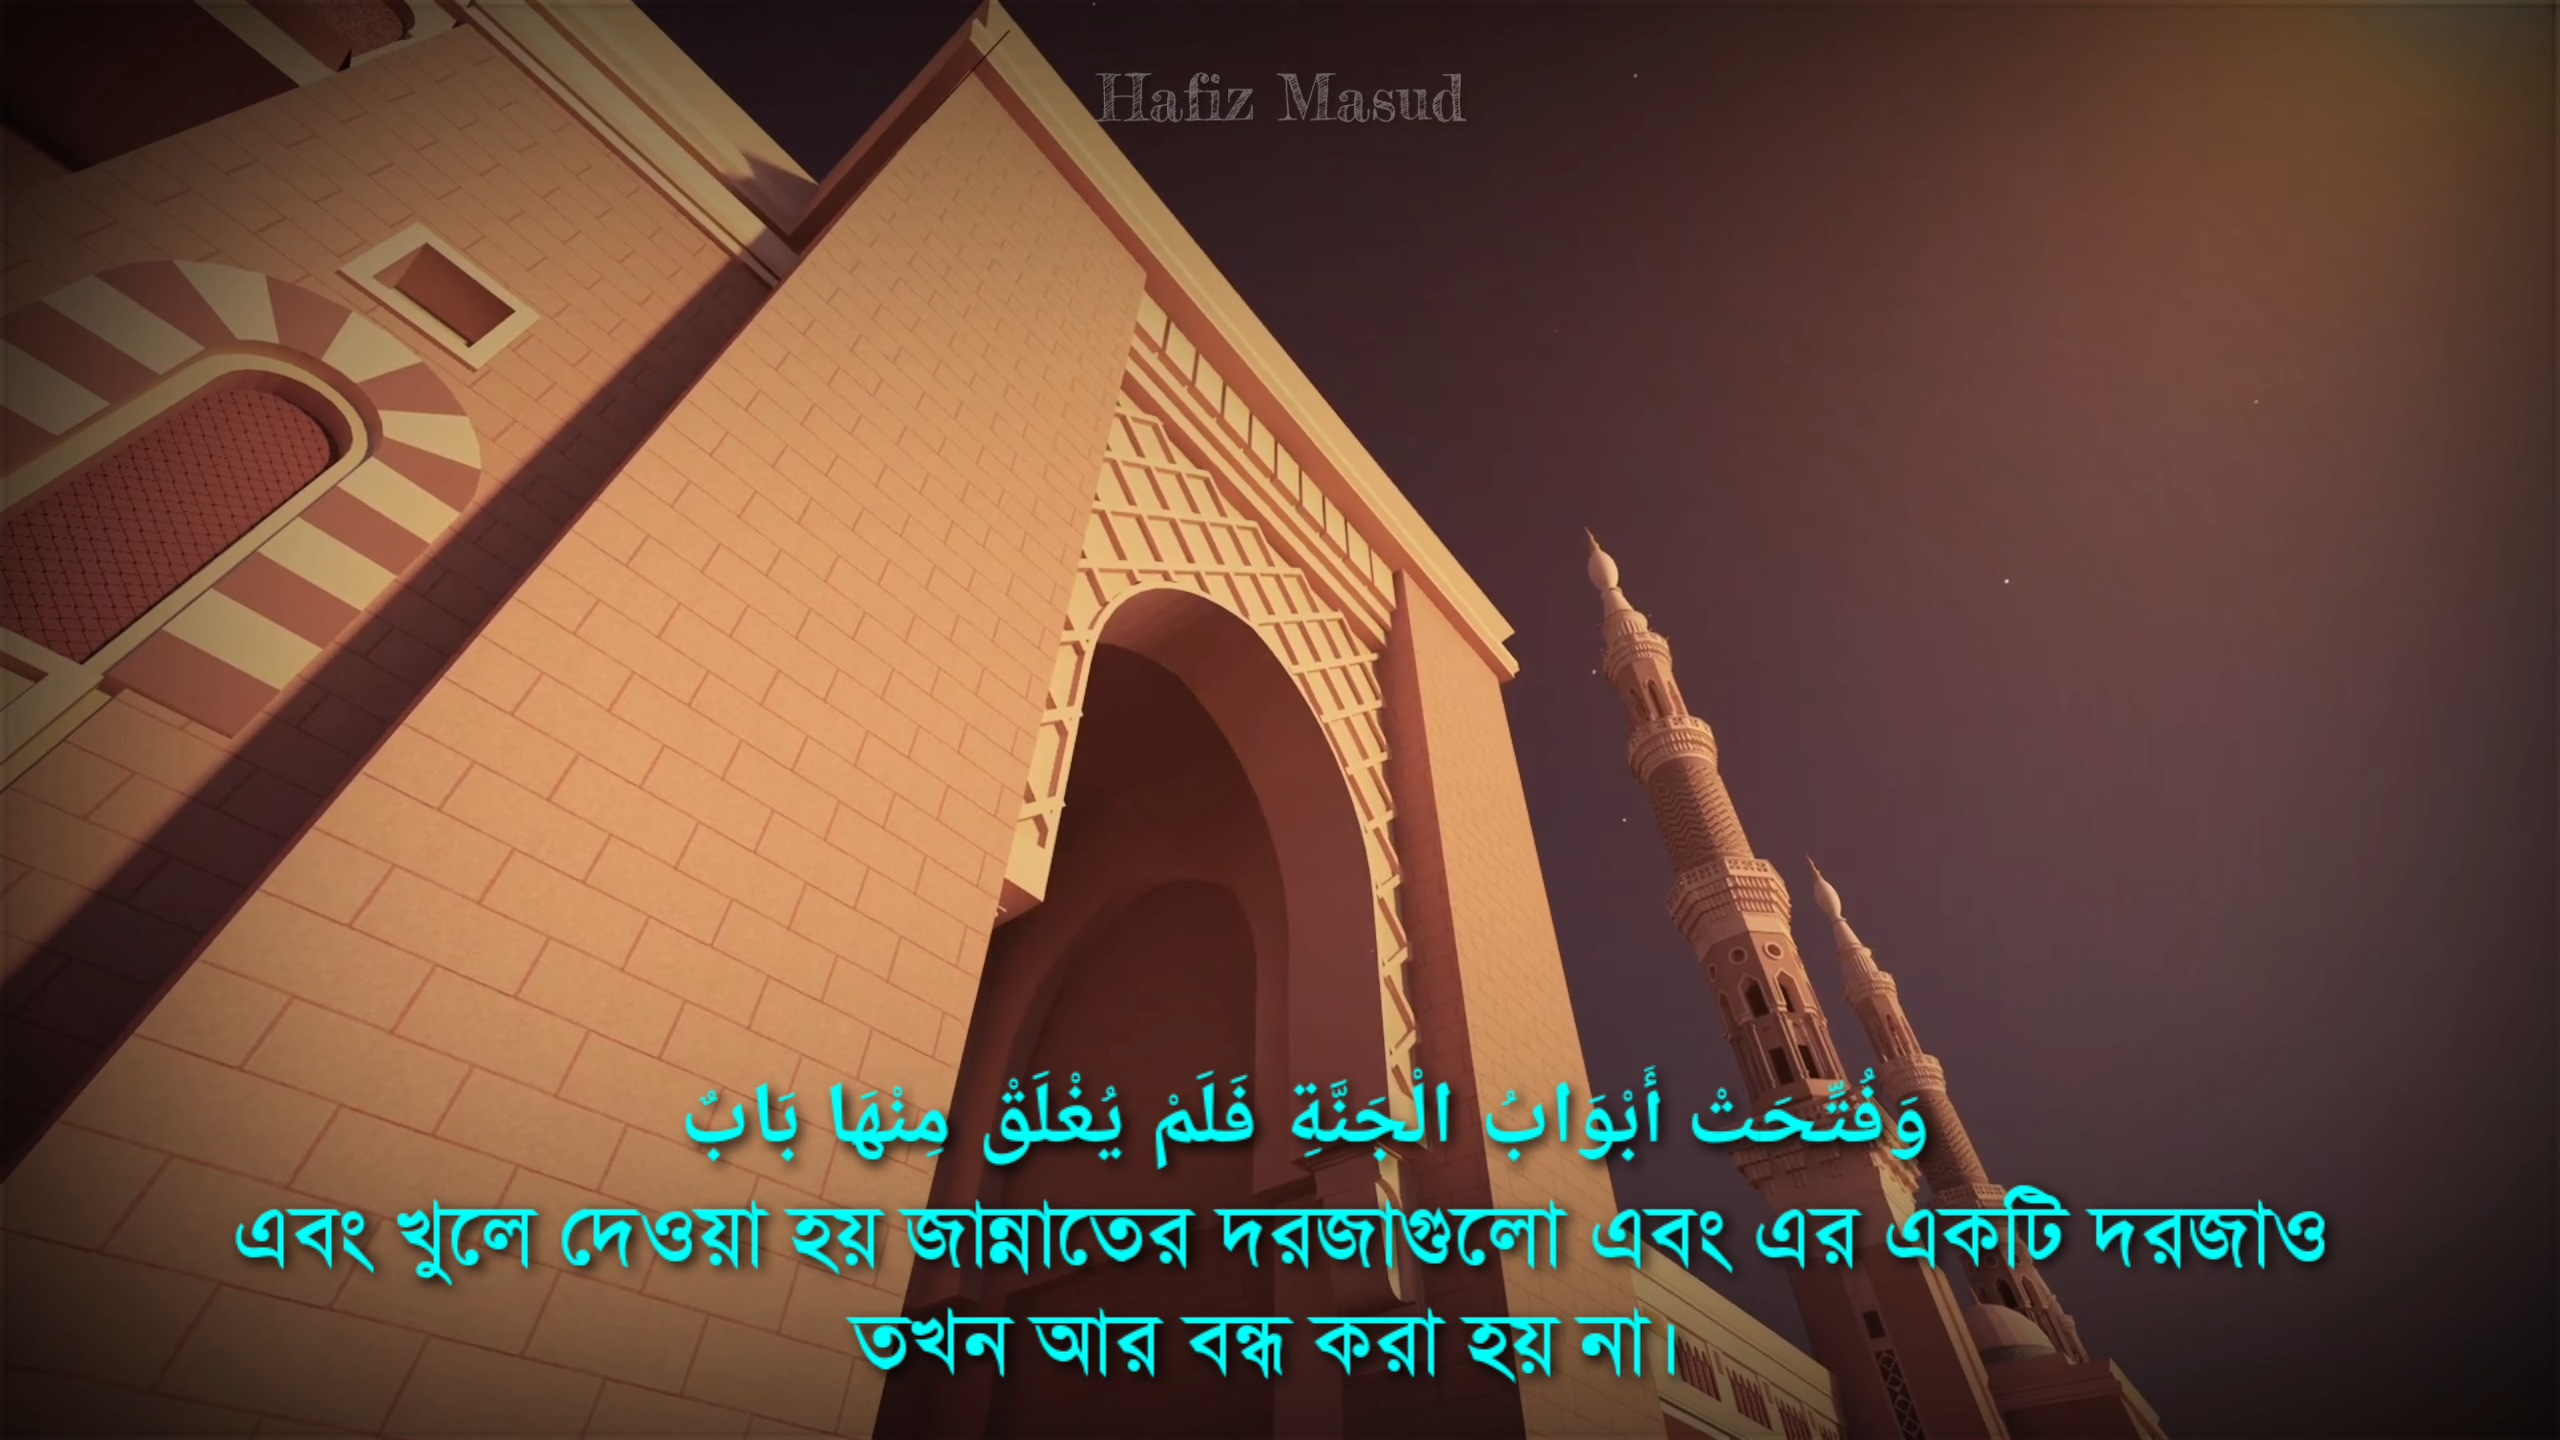 Hafiz Masud
وَفُتِّحَتْ أَبْوَابُ الْجَنَّةِ فَلَمْ يُغْلَقْ مِنْهَا بَابٌ
এবং খুলে দেওয়া হয় জান্নাতের দরজাগুলো এবং এর একটি দরজাও
তখন আর বন্ধ করা হয় না।